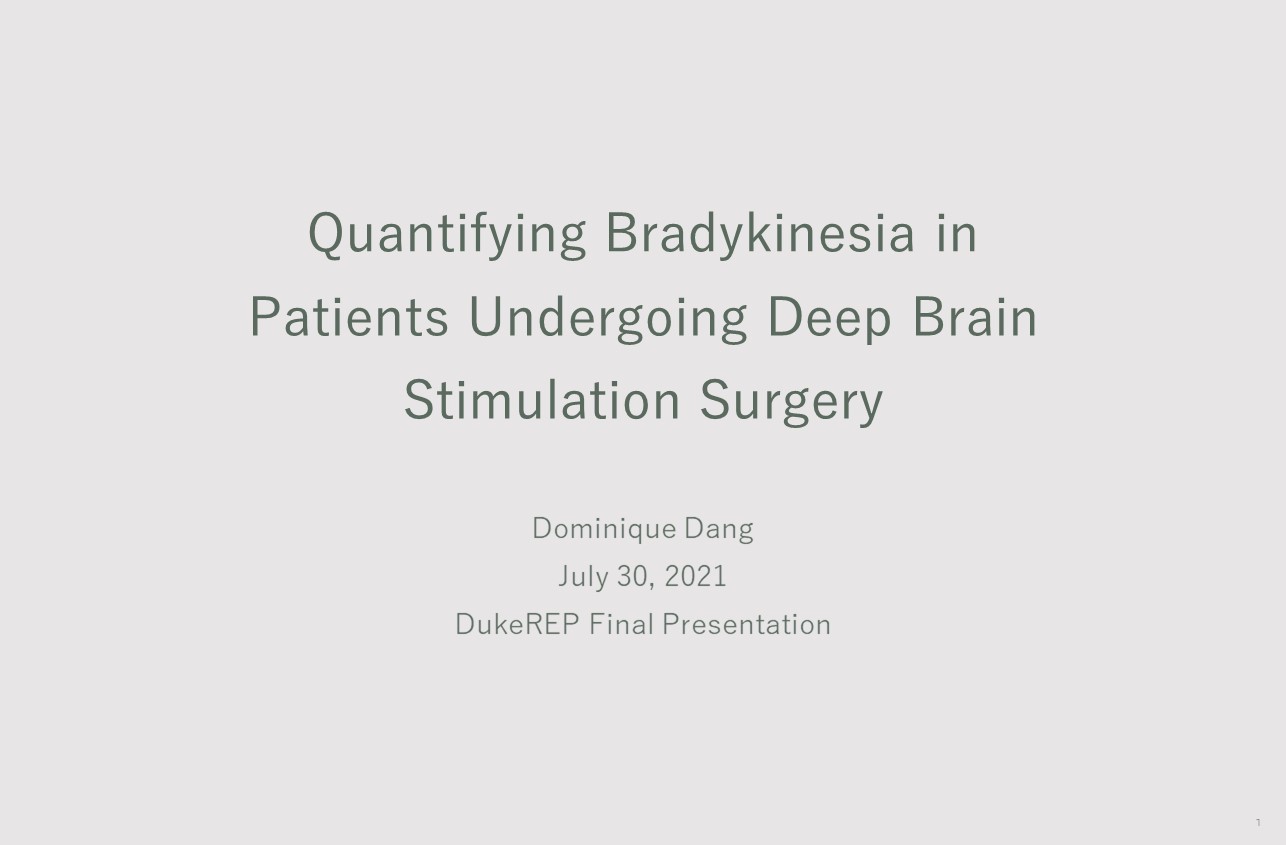 Quantifying Bradykinesia in
Patients Undergoing Deep Brain
Stimulation Surgery
Dominique Dang
July 30, 2021
DukeREP Final Presentation
1